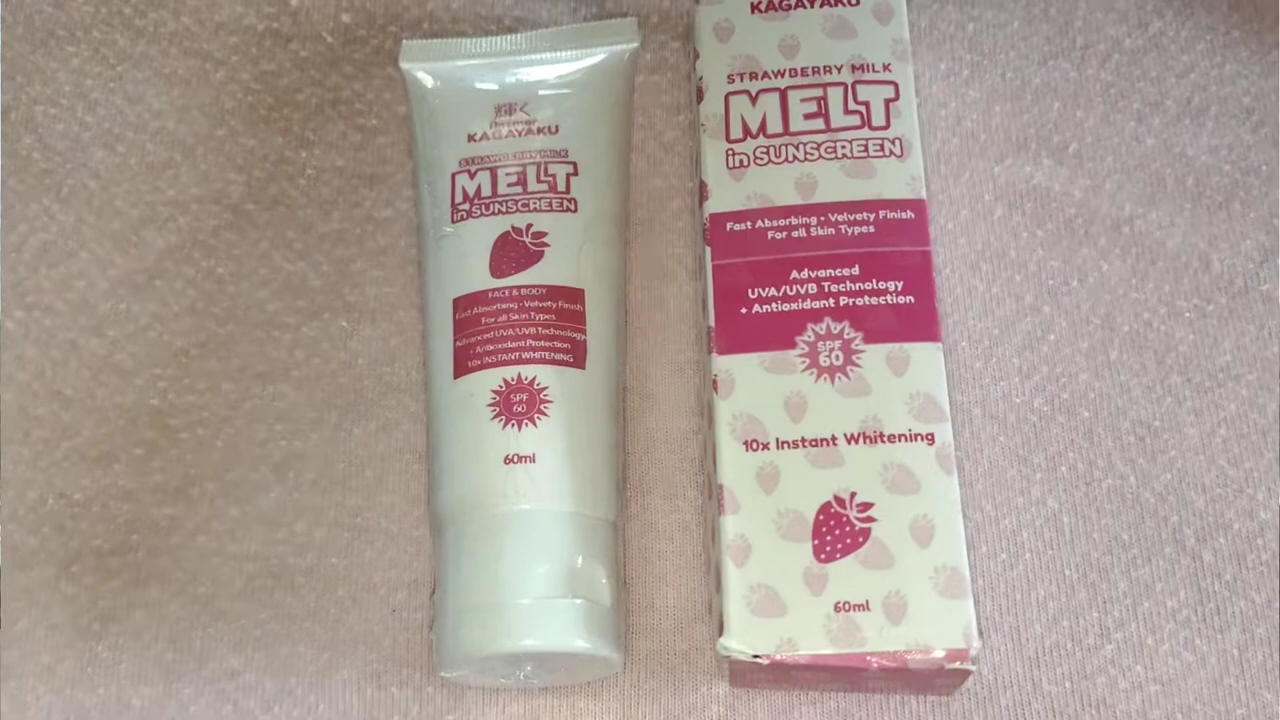 輝く
KAGAYAKU
STRAWBERRY MILK
MELT
in SUNSCREEN
FACE & BODY
Fast Absorbing • Velvety Finish
For all Skin Types
Advanced UVA/UVB Technology
+ Antioxidant Protection
10x INSTANT WHITENING
SPF
60
60ml
KAGAYAKU
STRAWBERRY MILK
MELT
in SUNSCREEN
Fast Absorbing • Velvety Finish
For all Skin Types
Advanced
UVA/UVB Technology
+ Antioxidant Protection
SPF
60
10x Instant Whitening
60ml